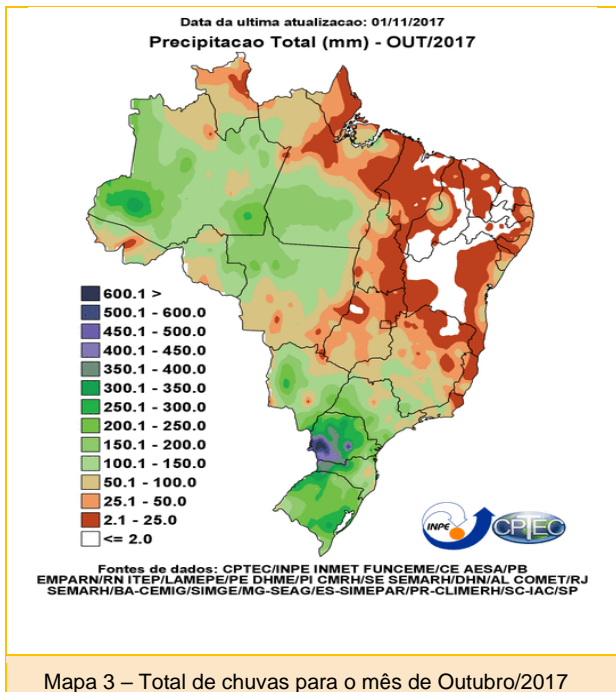 Data da ultima atualizacao: 01/11/2017
Precipitacao Total (mm) - OUT/2017
600.1 >
500.1 - 600.0
450.1 - 500.0
400.1 - 450.0
350.1 - 400.0
300.1 - 350.0
250.1 - 300.0
200.1 - 250.0
150.1 - 200.0
100.1 - 150.0
50.1 - 100.0
25.1 - 50.0
2.1 - 25.0
<= 2.0
INPE
CPTEC
Fontes de dados: CPTEC/INPE INMET FUNCEME/CE AESA/PB
EMPARN/RN ITEP/LAMEPE/PE DHME/PI CMRH/SE SEMARH/DHN/AL COMET/RJ
SEMARH/BA-CEMIG/SIMGE/MG-SEAG/ES-SIMEPAR/PR-CLIMERH/SC-IAC/SP
Mapa 3 – Total de chuvas para o mês de Outubro/2017